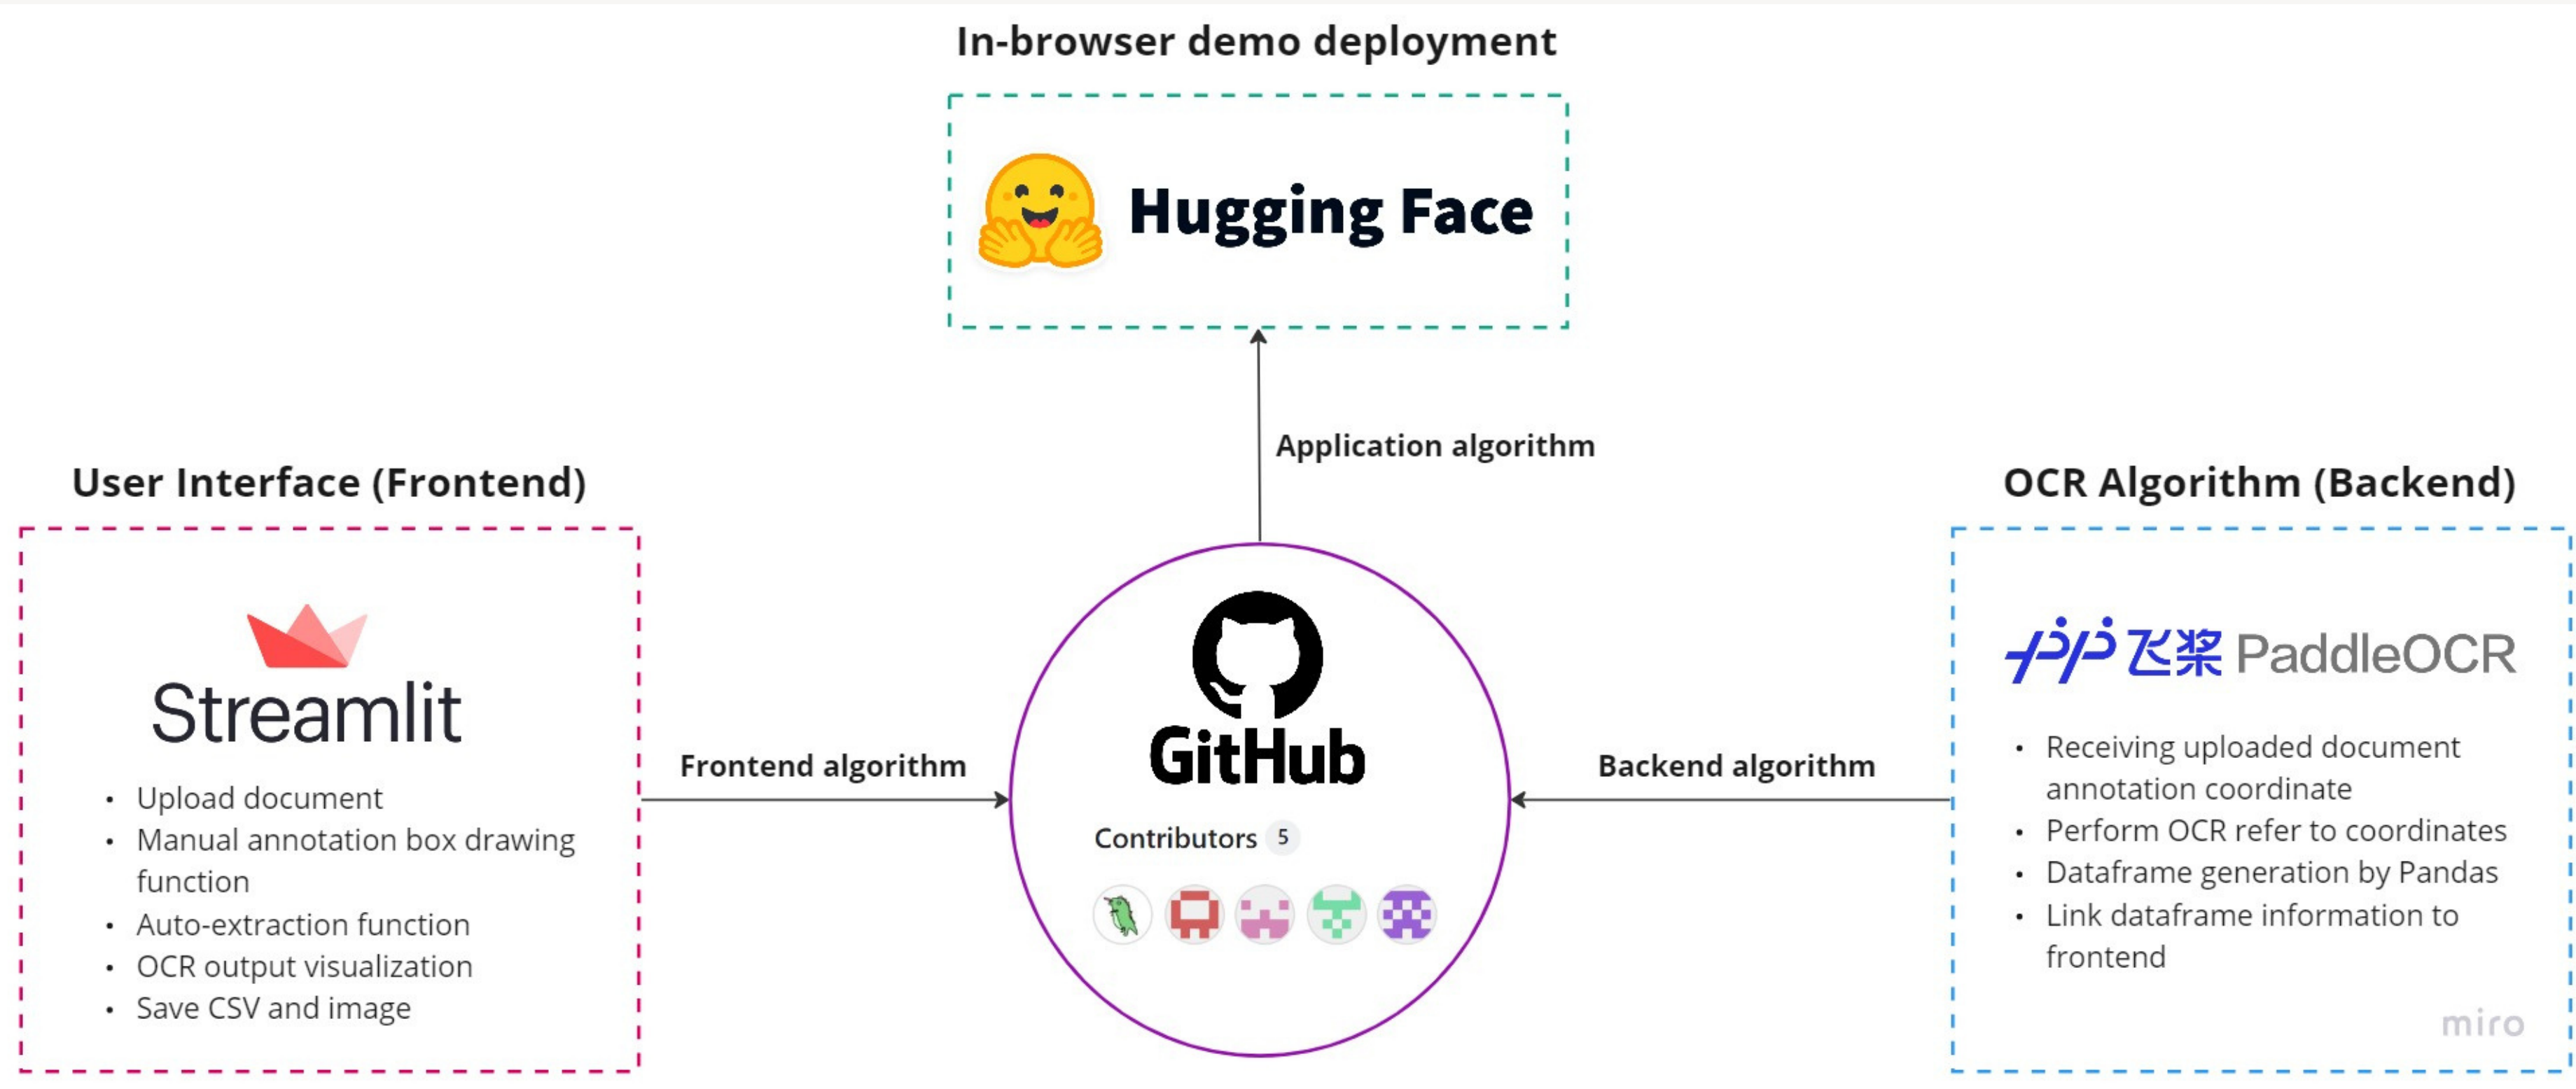 In-browser demo deployment
Hugging Face
Application algorithm
User Interface (Frontend)
Streamlit
• Upload document
• Manual annotation box drawing
function
• Auto-extraction function
• OCR output visualization
• Save CSV and image
Frontend algorithm
GitHub
Contributors 5
Backend algorithm
OCR Algorithm (Backend)
飞桨 PaddleOCR
• Receiving uploaded document
annotation coordinate
• Perform OCR refer to coordinates
• Dataframe generation by Pandas
• Link dataframe information to
frontend
miro